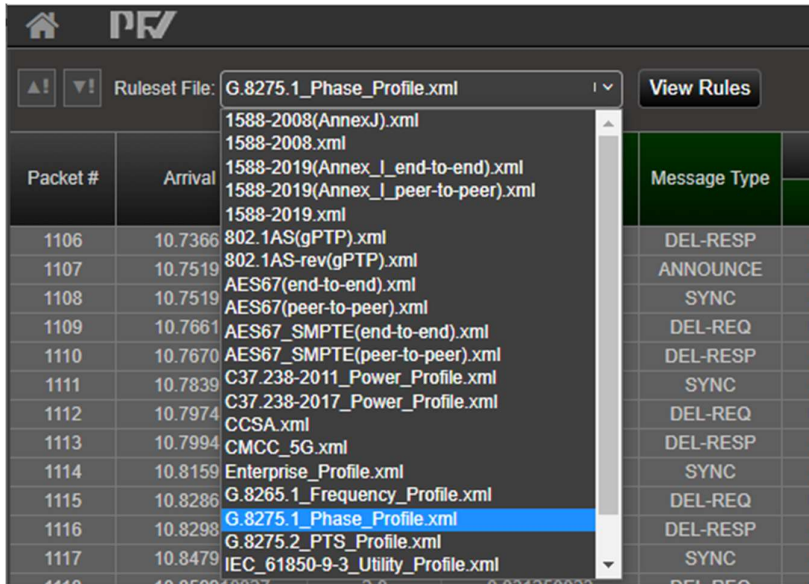 PFV
▲! ▼! Ruleset File: G.8275.1_Phase_Profile.xml View Rules
1588-2008(AnnexJ).xml
1588-2008.xml
1588-2019(Annex_I_end-to-end).xml
1588-2019(Annex_I_peer-to-peer).xml
1588-2019.xml
802.1AS(gPTP).xml
802.1AS-rev(gPTP).xml
AES67(end-to-end).xml
AES67(peer-to-peer).xml
AES67_SMPTE(end-to-end).xml
AES67_SMPTE(peer-to-peer).xml
C37.238-2011_Power_Profile.xml
C37.238-2017_Power_Profile.xml
CCSA.xml
CMCC_5G.xml
Enterprise_Profile.xml
G.8265.1_Frequency_Profile.xml
G.8275.1_Phase_Profile.xml
G.8275.2_PTS_Profile.xml
IEC_61850-9-3_Utility_Profile.xml
Packet # Arrival Message Type
1106 10.7366 DEL-RESP
1107 10.7519 ANNOUNCE
1108 10.7519 SYNC
1109 10.7661 DEL-REQ
1110 10.7670 DEL-RESP
1111 10.7839 SYNC
1112 10.7974 DEL-REQ
1113 10.7994 DEL-RESP
1114 10.8159 SYNC
1115 10.8286 DEL-REQ
1116 10.8298 DEL-RESP
1117 10.8479 SYNC